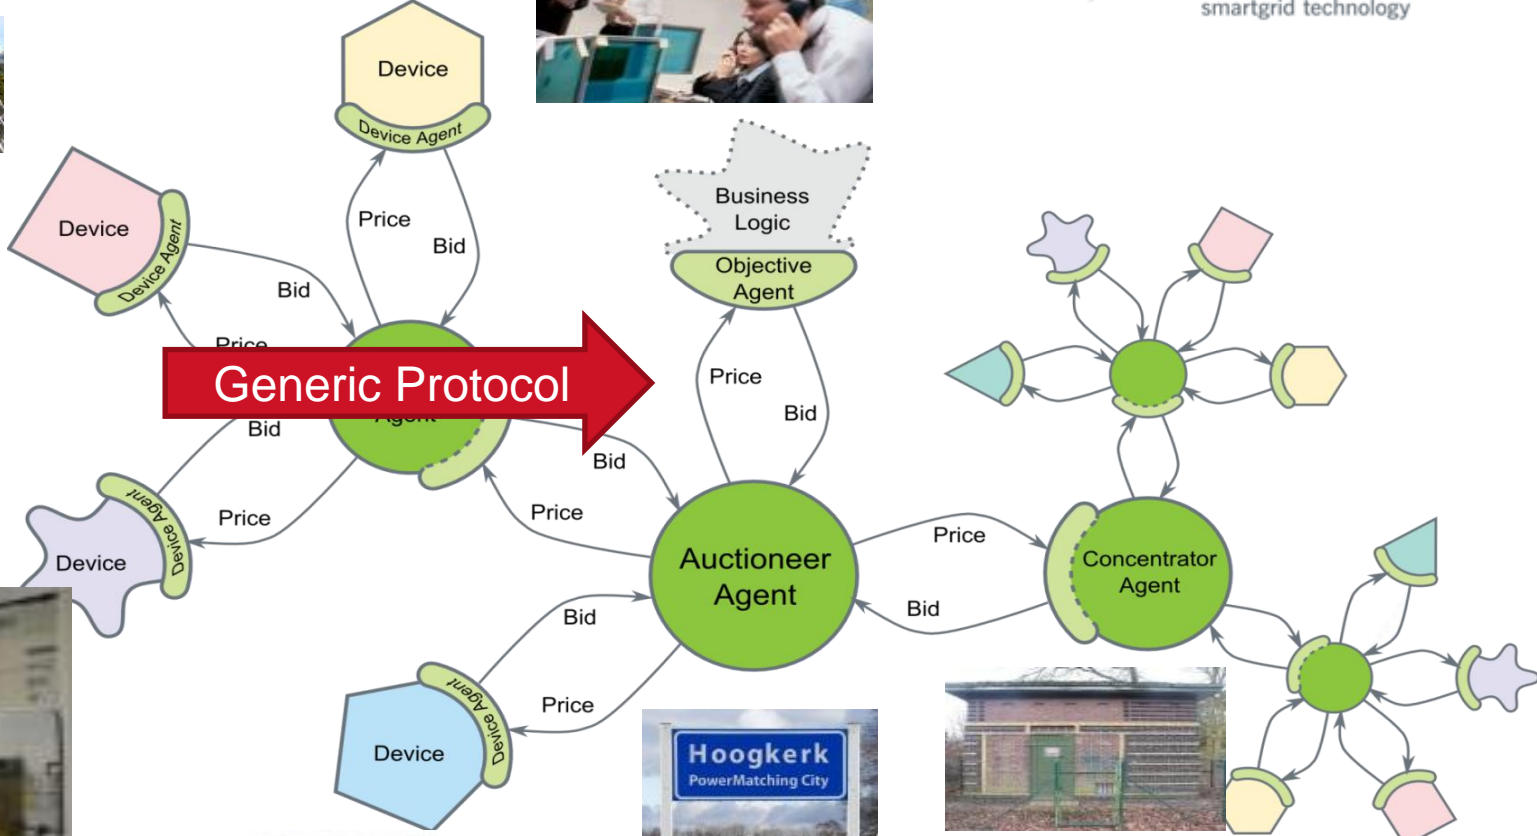 smartgrid technology
Device
Device Agent
Price
Bid
Device
Device Agent
Bid
Price
Generic Protocol
Agent
Bid
Price
Device
Device Agent
Business
Logic
Objective
Agent
Price
Bid
Bid
Price
Auctioneer
Agent
Price
Bid
Concentrator
Agent
Bid
Price
Device
Device Agent
Hoogkerk
PowerMatching City